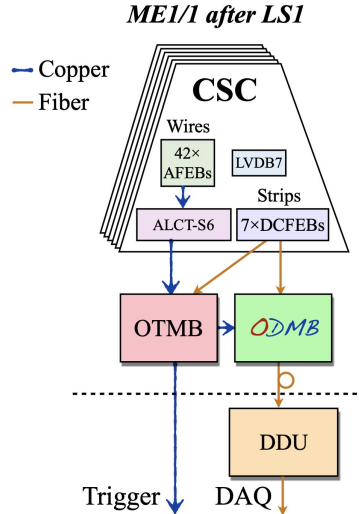 ME1/1 after LS1
Copper
Fiber
CSC
Wires
42×
AFEBs
LVDB7
Strips
ALCT-S6
7×DCFEBs
OTMB
ODMB
DDU
Trigger
DAQ